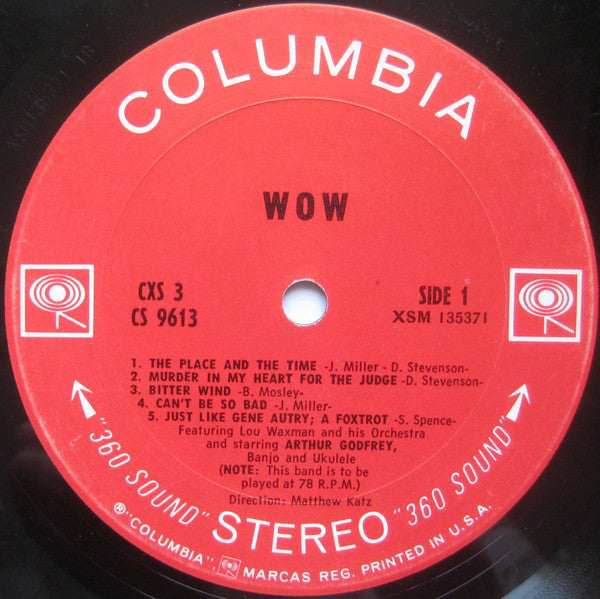 COLUMBIA
WOW
CXS 3
CS 9613
SIDE 1
XSM 135371
1. THE PLACE AND THE TIME -J. Miller - D. Stevenson-
2. MURDER IN MY HEART FOR THE JUDGE -D. Stevenson-
3. BITTER WIND -B. Mosley-
4. CAN'T BE SO BAD -J. Miller-
5. JUST LIKE GENE AUTRY; A FOXTROT -S. Spence-
Featuring Lou Waxman and his Orchestra
and starring ARTHUR GODFREY,
Banjo and Ukulele
(NOTE: This band is to be
played at 78 R.P.M.)
Direction: Matthew Katz
"360 SOUND" STEREO "360 SOUND"
® "COLUMBIA", MARCAS REG. PRINTED IN U.S.A.